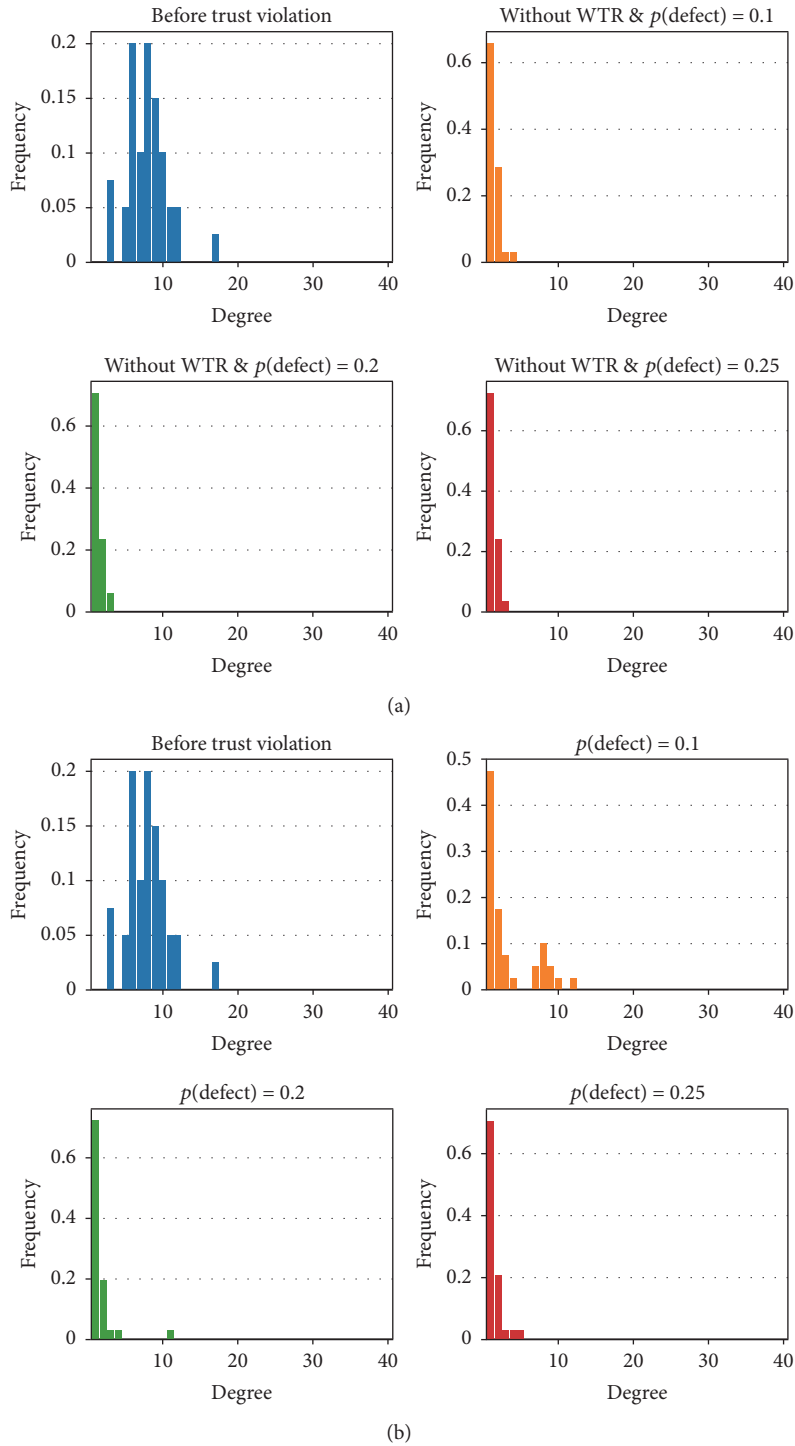 Before trust violation
0.2
0.15
0.1
0.05
0
Frequency
10 20 30 40
Degree
Without WTR & p(defect) = 0.1
0.6
0.4
0.2
0
Frequency
10 20 30 40
Degree
Without WTR & p(defect) = 0.2
0.6
0.4
0.2
0
Frequency
10 20 30 40
Degree
Without WTR & p(defect) = 0.25
0.6
0.4
0.2
0
Frequency
10 20 30 40
Degree
(a)
Before trust violation
0.2
0.15
0.1
0.05
0
Frequency
10 20 30 40
Degree
p(defect) = 0.1
0.5
0.4
0.3
0.2
0.1
0
Frequency
10 20 30 40
Degree
p(defect) = 0.2
0.6
0.4
0.2
0
Frequency
10 20 30 40
Degree
p(defect) = 0.25
0.6
0.4
0.2
0
Frequency
10 20 30 40
Degree
(b)